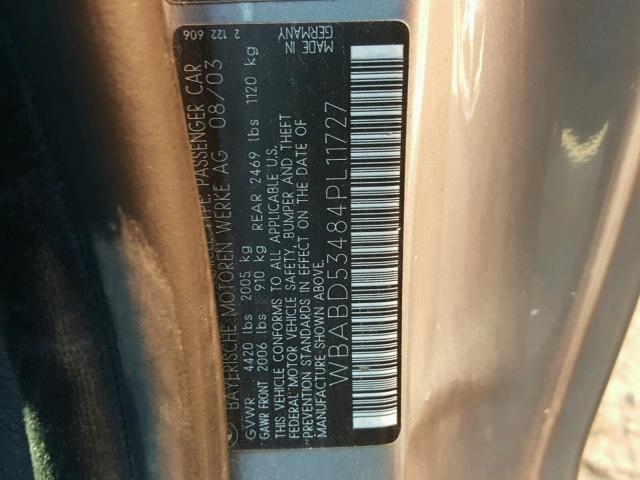 2 122 606
TYPE: PASSENGER CAR
BAYERISCHE MOTOREN WERKE AG 08/03
GVWR 4420 lbs 2005 kg
GAWR FRONT 2006 lbs 910 kg REAR 2469 lbs 1120 kg
THIS VEHICLE CONFORMS TO ALL APPLICABLE U.S.
FEDERAL MOTOR VEHICLE SAFETY, BUMPER AND THEFT
PREVENTION STANDARDS IN EFFECT ON THE DATE OF
MANUFACTURE SHOWN ABOVE.
MADE IN
GERMANY
WBABD53484PL11727